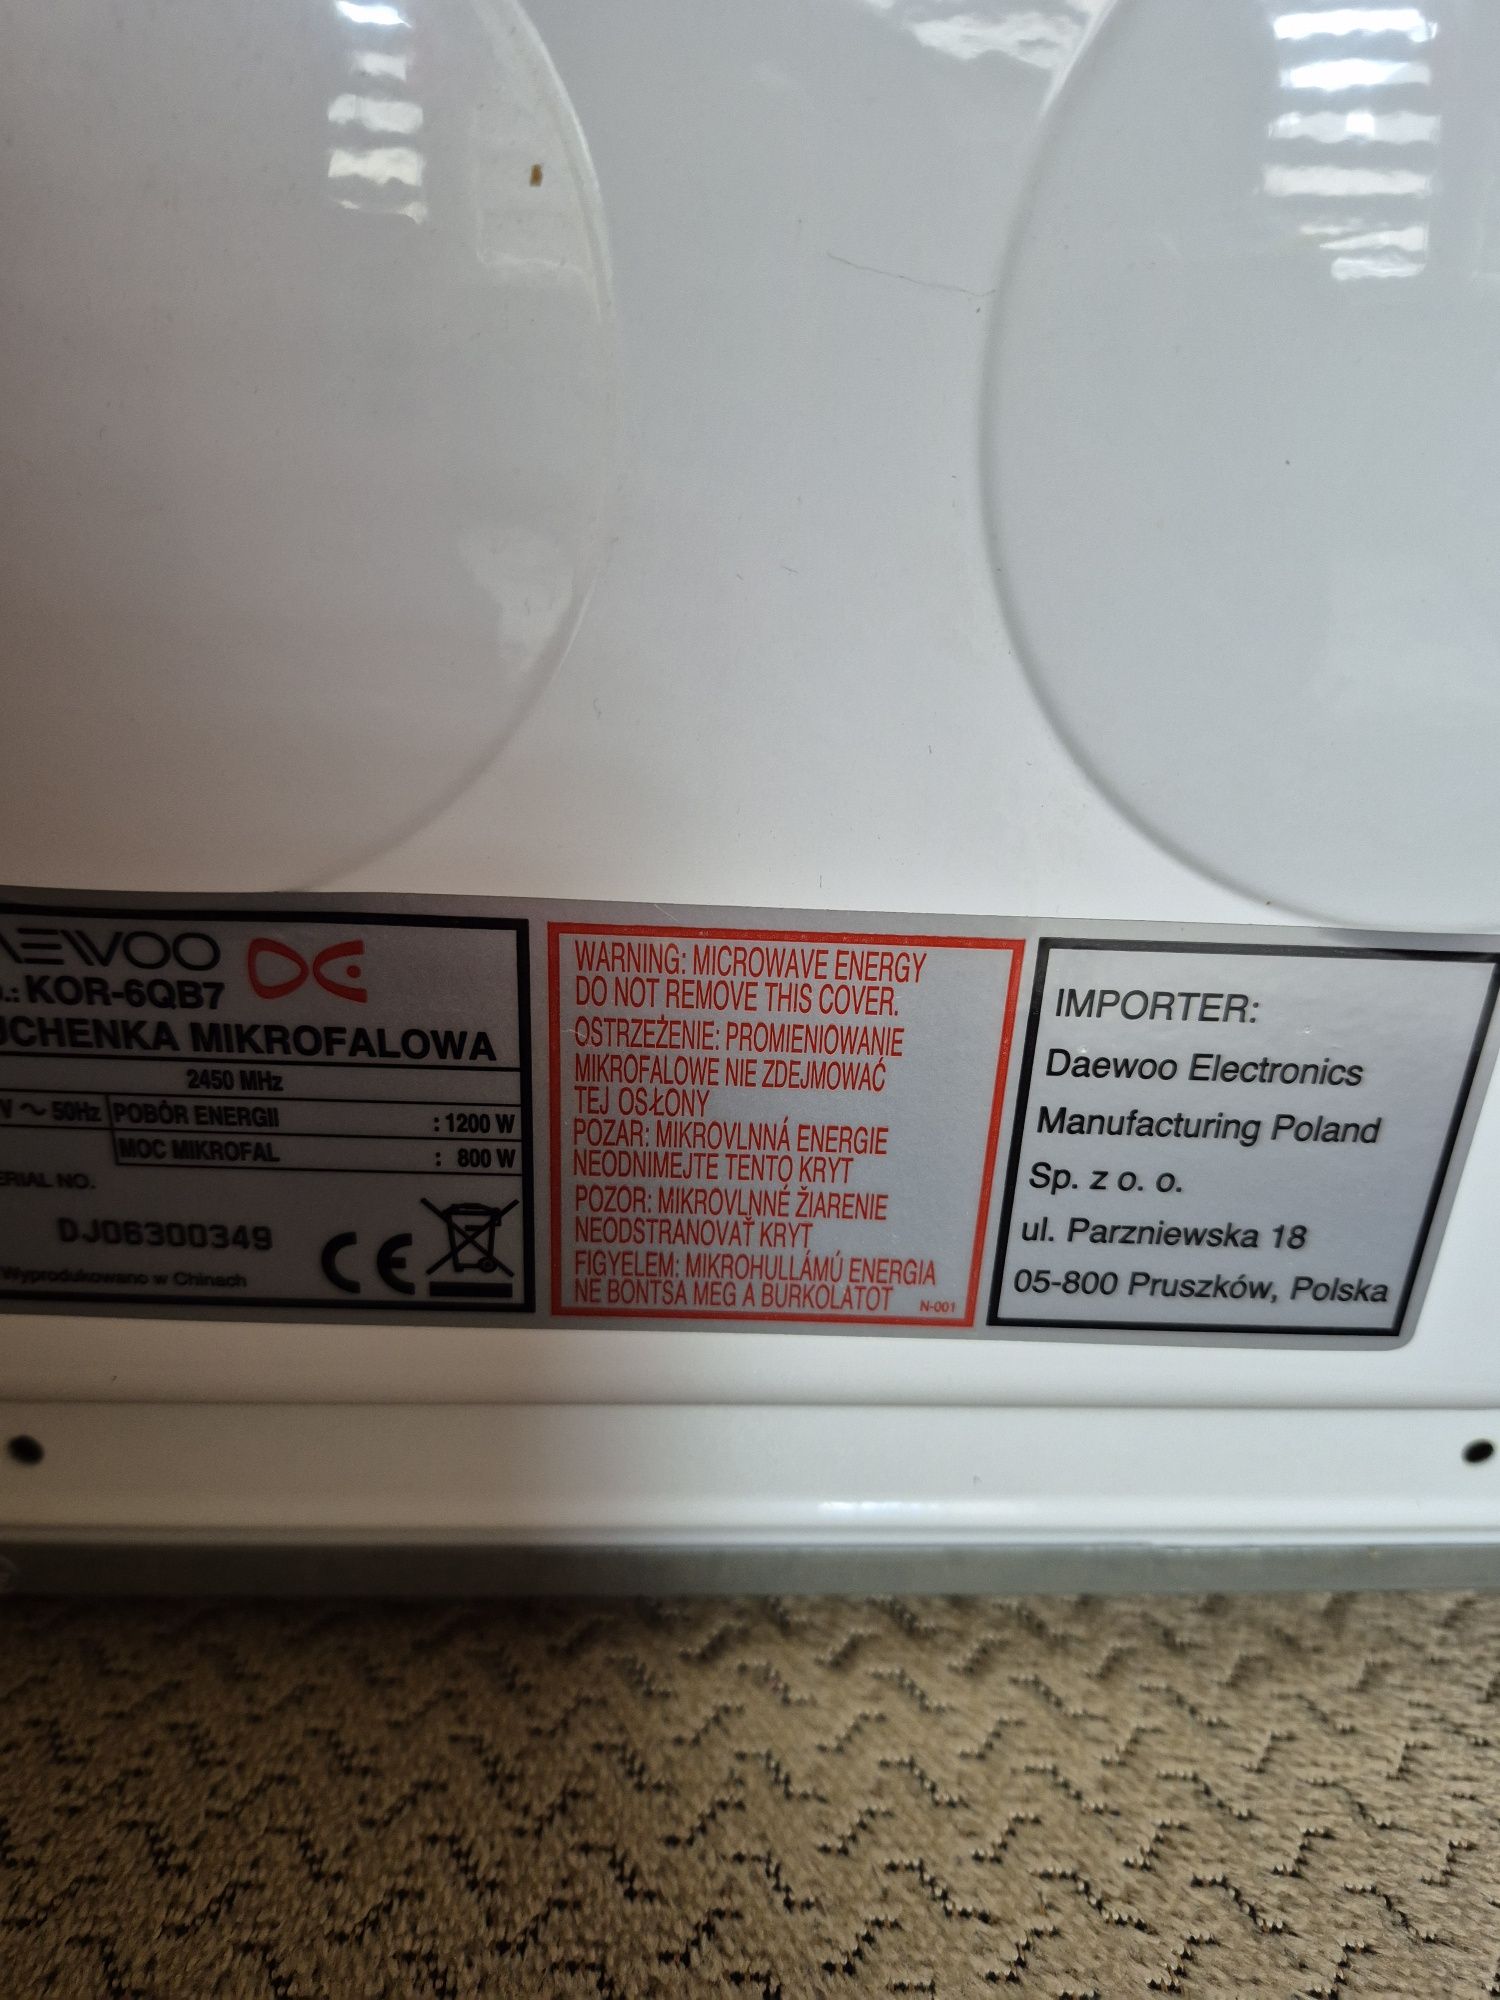 AEWOO
.: KOR-6QB7
UCHENKA MIKROFALOWA
2450 MHz
V ~ 50Hz POBÓR ENERGII : 1200 W
MOC MIKROFAL : 800 W
ERIAL NO.
DJ06300349
Wyprodukowano w Chinach
CE
WARNING: MICROWAVE ENERGY
DO NOT REMOVE THIS COVER.
OSTRZEŻENIE: PROMIENIOWANIE
MIKROFALOWE NIE ZDEJMOWAĆ
TEJ OSŁONY
POZAR: MIKROVLNNÁ ENERGIE
NEODNIMEJTE TENTO KRYT
POZOR: MIKROVLNNÉ ŽIARENIE
NEODSTRANOVAŤ KRYT
FIGYELEM: MIKROHULLÁMÚ ENERGIA
NE BONTSA MEG A BURKOLATOT N-001
IMPORTER:
Daewoo Electronics
Manufacturing Poland
Sp. z o. o.
ul. Parzniewska 18
05-800 Pruszków, Polska